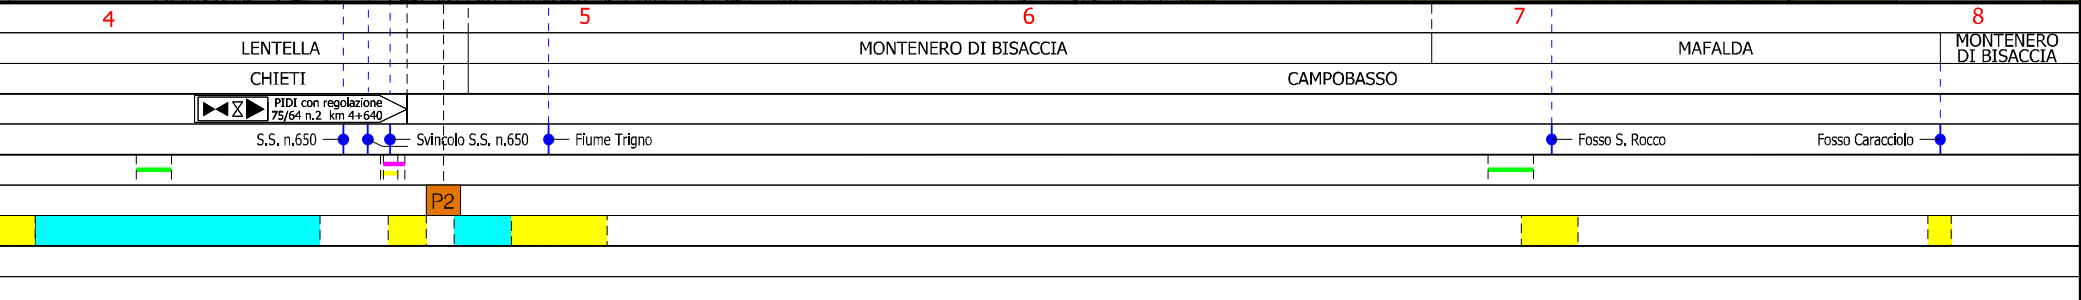 4 5 6 7 8
LENTELLA MONTENERO DI BISACCIA MAFALDA MONTENERO
DI BISACCIA
CHIETI CAMPOBASSO
PIDI con regolazione
75/64 n.2 km 4+640
S.S. n.650 Svincolo S.S. n.650 Fiume Trigno Fosso S. Rocco Fosso Caracciolo
P2